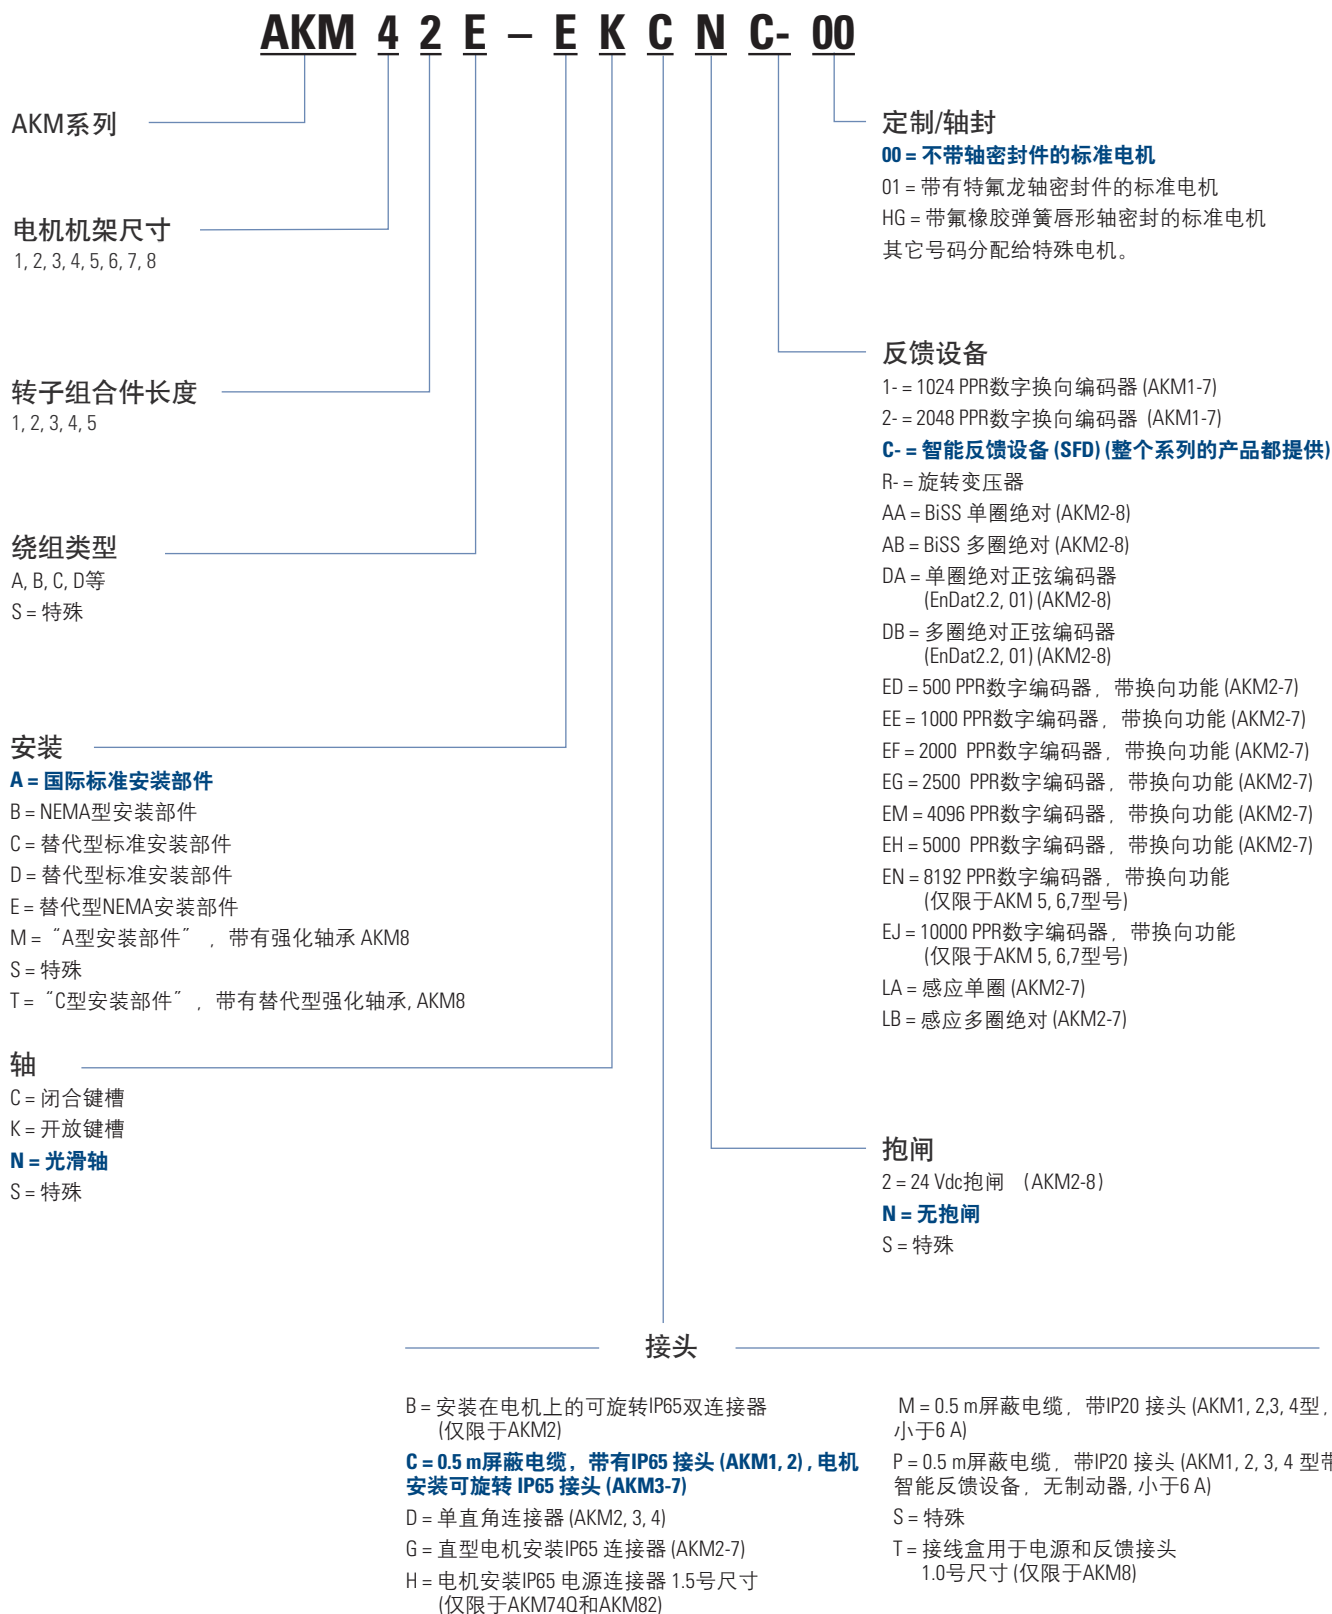 AKM 4 2 E – E K C N C- 00
AKM系列
电机机架尺寸
1, 2, 3, 4, 5, 6, 7, 8
转子组合件长度
1, 2, 3, 4, 5
绕组类型
A, B, C, D等
S = 特殊
安装
A = 国际标准安装部件
B = NEMA型安装部件
C = 替代型标准安装部件
D = 替代型标准安装部件
E = 替代型NEMA安装部件
M = “A型安装部件”，带有强化轴承 AKM8
S = 特殊
T = “C型安装部件”，带有替代型强化轴承, AKM8
轴
C = 闭合键槽
K = 开放键槽
N = 光滑轴
S = 特殊
定制/轴封
00 = 不带轴密封件的标准电机
01 = 带有特氟龙轴密封件的标准电机
HG = 带氟橡胶弹簧唇形轴密封的标准电机
其它号码分配给特殊电机。
反馈设备
1- = 1024 PPR数字换向编码器 (AKM1-7)
2- = 2048 PPR数字换向编码器 (AKM1-7)
C- = 智能反馈设备 (SFD) (整个系列的产品都提供)
R- = 旋转变压器
AA = BiSS 单圈绝对 (AKM2-8)
AB = BiSS 多圈绝对 (AKM2-8)
DA = 单圈绝对正弦编码器
(EnDat2.2, 01) (AKM2-8)
DB = 多圈绝对正弦编码器
(EnDat2.2, 01) (AKM2-8)
ED = 500 PPR数字编码器，带换向功能 (AKM2-7)
EE = 1000 PPR数字编码器，带换向功能 (AKM2-7)
EF = 2000 PPR数字编码器，带换向功能 (AKM2-7)
EG = 2500 PPR数字编码器，带换向功能 (AKM2-7)
EM = 4096 PPR数字编码器，带换向功能 (AKM2-7)
EH = 5000 PPR数字编码器，带换向功能 (AKM2-7)
EN = 8192 PPR数字编码器，带换向功能
(仅限于AKM 5, 6,7型号)
EJ = 10000 PPR数字编码器，带换向功能
(仅限于AKM 5, 6,7型号)
LA = 感应单圈 (AKM2-7)
LB = 感应多圈绝对 (AKM2-7)
抱闸
2 = 24 Vdc抱闸 （AKM2-8）
N = 无抱闸
S = 特殊
接头
B = 安装在电机上的可旋转IP65双连接器
(仅限于AKM2)
C = 0.5 m屏蔽电缆，带有IP65 接头 (AKM1, 2) , 电机
安装可旋转 IP65 接头 (AKM3-7)
D = 单直角连接器 (AKM2, 3, 4)
G = 直型电机安装IP65 连接器 (AKM2-7)
H = 电机安装IP65 电源连接器 1.5号尺寸
(仅限于AKM74Q和AKM82)
M = 0.5 m屏蔽电缆，带IP20 接头 (AKM1, 2,3, 4型，
小于6 A)
P = 0.5 m屏蔽电缆，带IP20 接头 (AKM1, 2, 3, 4 型
智能反馈设备，无制动器, 小于6 A)
S = 特殊
T = 接线盒用于电源和反馈接头
1.0号尺寸 (仅限于AKM8)